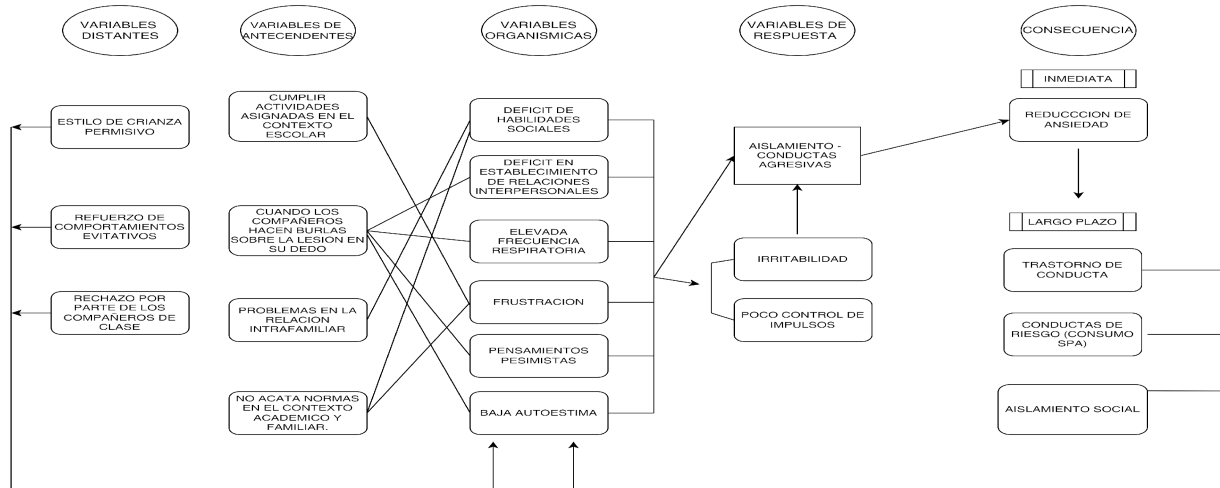 VARIABLES
DISTANTES
VARIABLES DE
ANTECENDENTES
VARIABLES
ORGANISMICAS
VARIABLES DE
RESPUESTA
CONSECUENCIA
ESTILO DE CRIANZA
PERMISIVO
REFUERZO DE
COMPORTAMIENTOS
EVITATIVOS
RECHAZO POR
PARTE DE LOS
COMPAÑEROS DE
CLASE
CUMPLIR
ACTIVIDADES
ASIGNADAS EN EL
CONTEXTO
ESCOLAR
CUANDO LOS
COMPAÑEROS
HACEN BURLAS
SOBRE LA LESION EN
SU DEDO
PROBLEMAS EN LA
RELACION
INTRAFAMILIAR
NO ACATA NORMAS
EN EL CONTEXTO
ACADEMICO Y
FAMILIAR.
DEFICIT DE
HABILIDADES
SOCIALES
DEFICIT EN
ESTABLECIMIENTO
DE RELACIONES
INTERPERSONALES
ELEVADA
FRECUENCIA
RESPIRATORIA
FRUSTRACION
PENSAMIENTOS
PESIMISTAS
BAJA AUTOESTIMA
AISLAMIENTO -
CONDUCTAS
AGRESIVAS
IRRITABILIDAD
POCO CONTROL DE
IMPULSOS
INMEDIATA
REDUCCCION DE
ANSIEDAD
LARGO PLAZO
TRASTORNO DE
CONDUCTA
CONDUCTAS DE
RIESGO (CONSUMO
SPA)
AISLAMIENTO SOCIAL